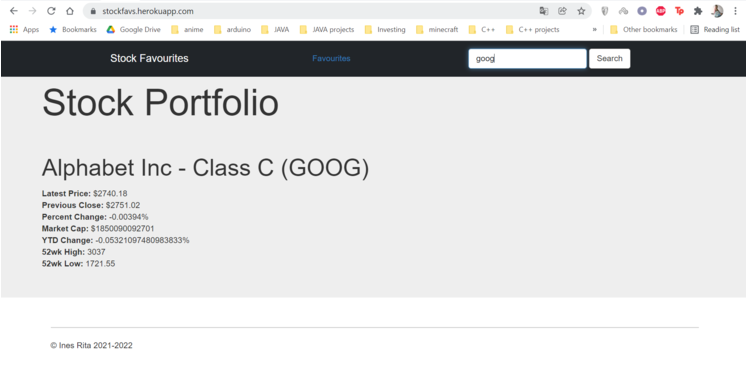 stockfavs.herokuapp.com
Apps Bookmarks Google Drive anime arduino JAVA JAVA projects Investing minecraft C++ C++ projects » Other bookmarks Reading list
Stock Favourites Favourites goog Search
Stock Portfolio
Alphabet Inc - Class C (GOOG)
Latest Price: $2740.18
Previous Close: $2751.02
Percent Change: -0.00394%
Market Cap: $1850090092701
YTD Change: -0.05321097480983833%
52wk High: 3037
52wk Low: 1721.55
© Ines Rita 2021-2022